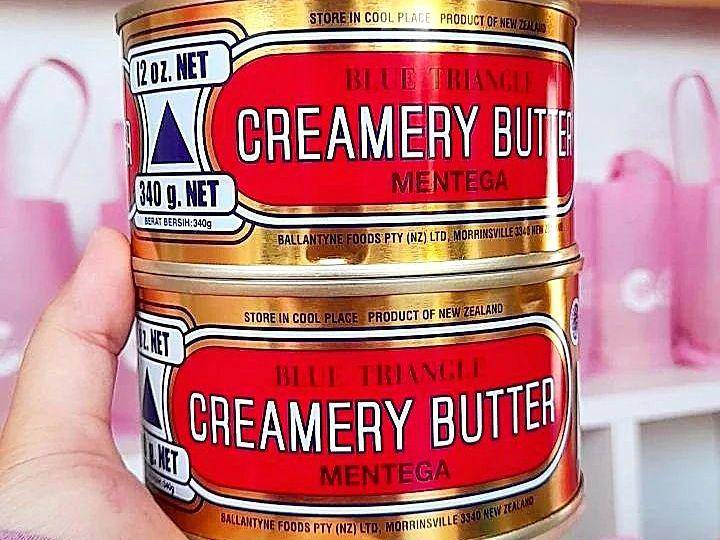 STORE IN COOL PLACE PRODUCT OF NEW ZEALAND
12 oz. NET
BLUE TRIANGLE
CREAMERY BUTTER
MENTEGA
340 g. NET
BERAT BERSIH:340g
BALLANTYNE FOODS PTY (NZ) LTD, MORRINSVILLE 3340 NEW
STORE IN COOL PLACE PRODUCT OF NEW ZEALAND
NET
BLUE TRIANGLE
CREAMERY BUTTER
MENTEGA
g. NET
BALLANTYNE FOODS PTY (NZ) LTD, MORRINSVILLE 3340 NEW ZEALAND